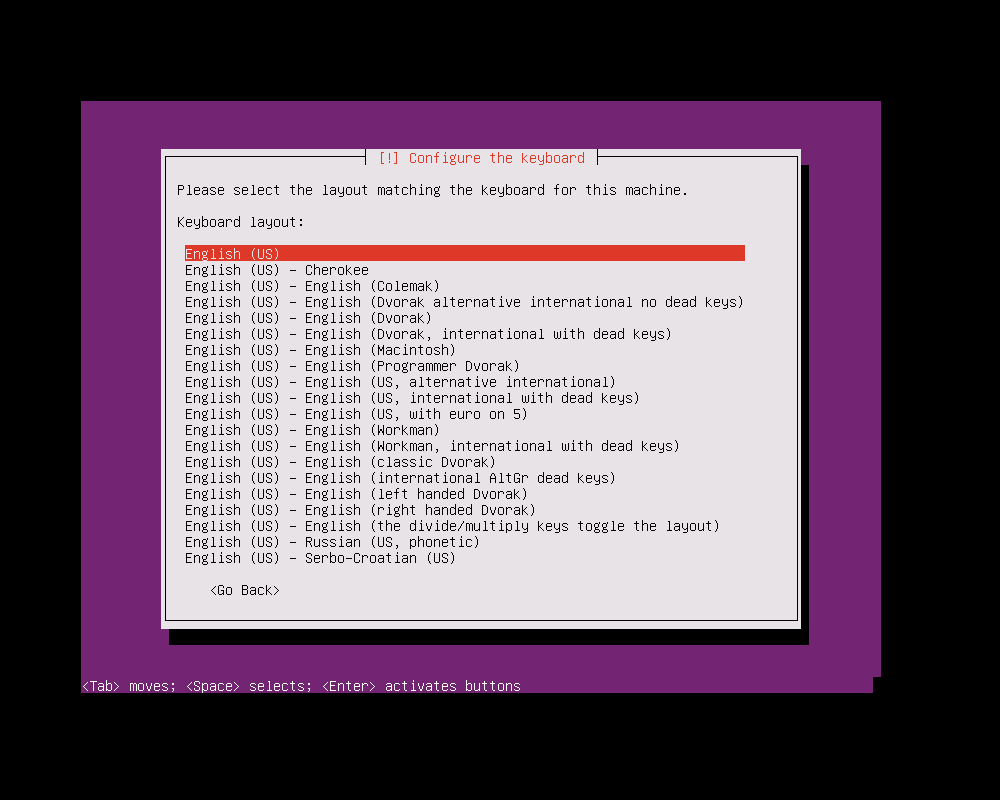 [!] Configure the keyboard
Please select the layout matching the keyboard for this machine.
Keyboard layout:
English (US)
English (US) - Cherokee
English (US) - English (Colemak)
English (US) - English (Dvorak alternative international no dead keys)
English (US) - English (Dvorak)
English (US) - English (Dvorak, international with dead keys)
English (US) - English (Macintosh)
English (US) - English (Programmer Dvorak)
English (US) - English (US, alternative international)
English (US) - English (US, international with dead keys)
English (US) - English (US, with euro on 5)
English (US) - English (Workman)
English (US) - English (Workman, international with dead keys)
English (US) - English (classic Dvorak)
English (US) - English (international AltGr dead keys)
English (US) - English (left handed Dvorak)
English (US) - English (right handed Dvorak)
English (US) - English (the divide/multiply keys toggle the layout)
English (US) - Russian (US, phonetic)
English (US) - Serbo-Croatian (US)
<Go Back>
<Tab> moves; <Space> selects; <Enter> activates buttons